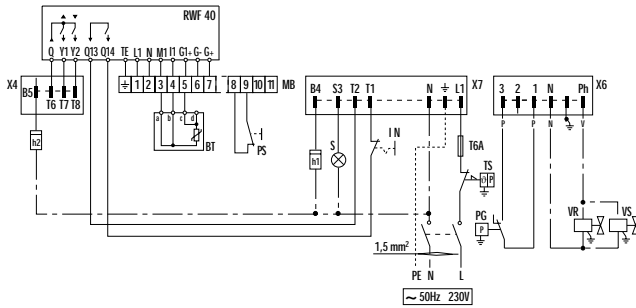 RWF 40
Q Y1 Y2 Q13 Q14 TE L1 N M1 I1 G1+ G- G+
X4
B5
T6 T7 T8
1 2 3 4 5 6 7 8 9 10 11 MB
B4 S3 T2 T1 N L1 X7
3 2 1 N Ph X6
P P N V
a b c d
BT
PS
h2
h1
S
I N
T6A
TS
P
PG
P
VR VS
1,5 mm²
PE N L
~ 50Hz 230V